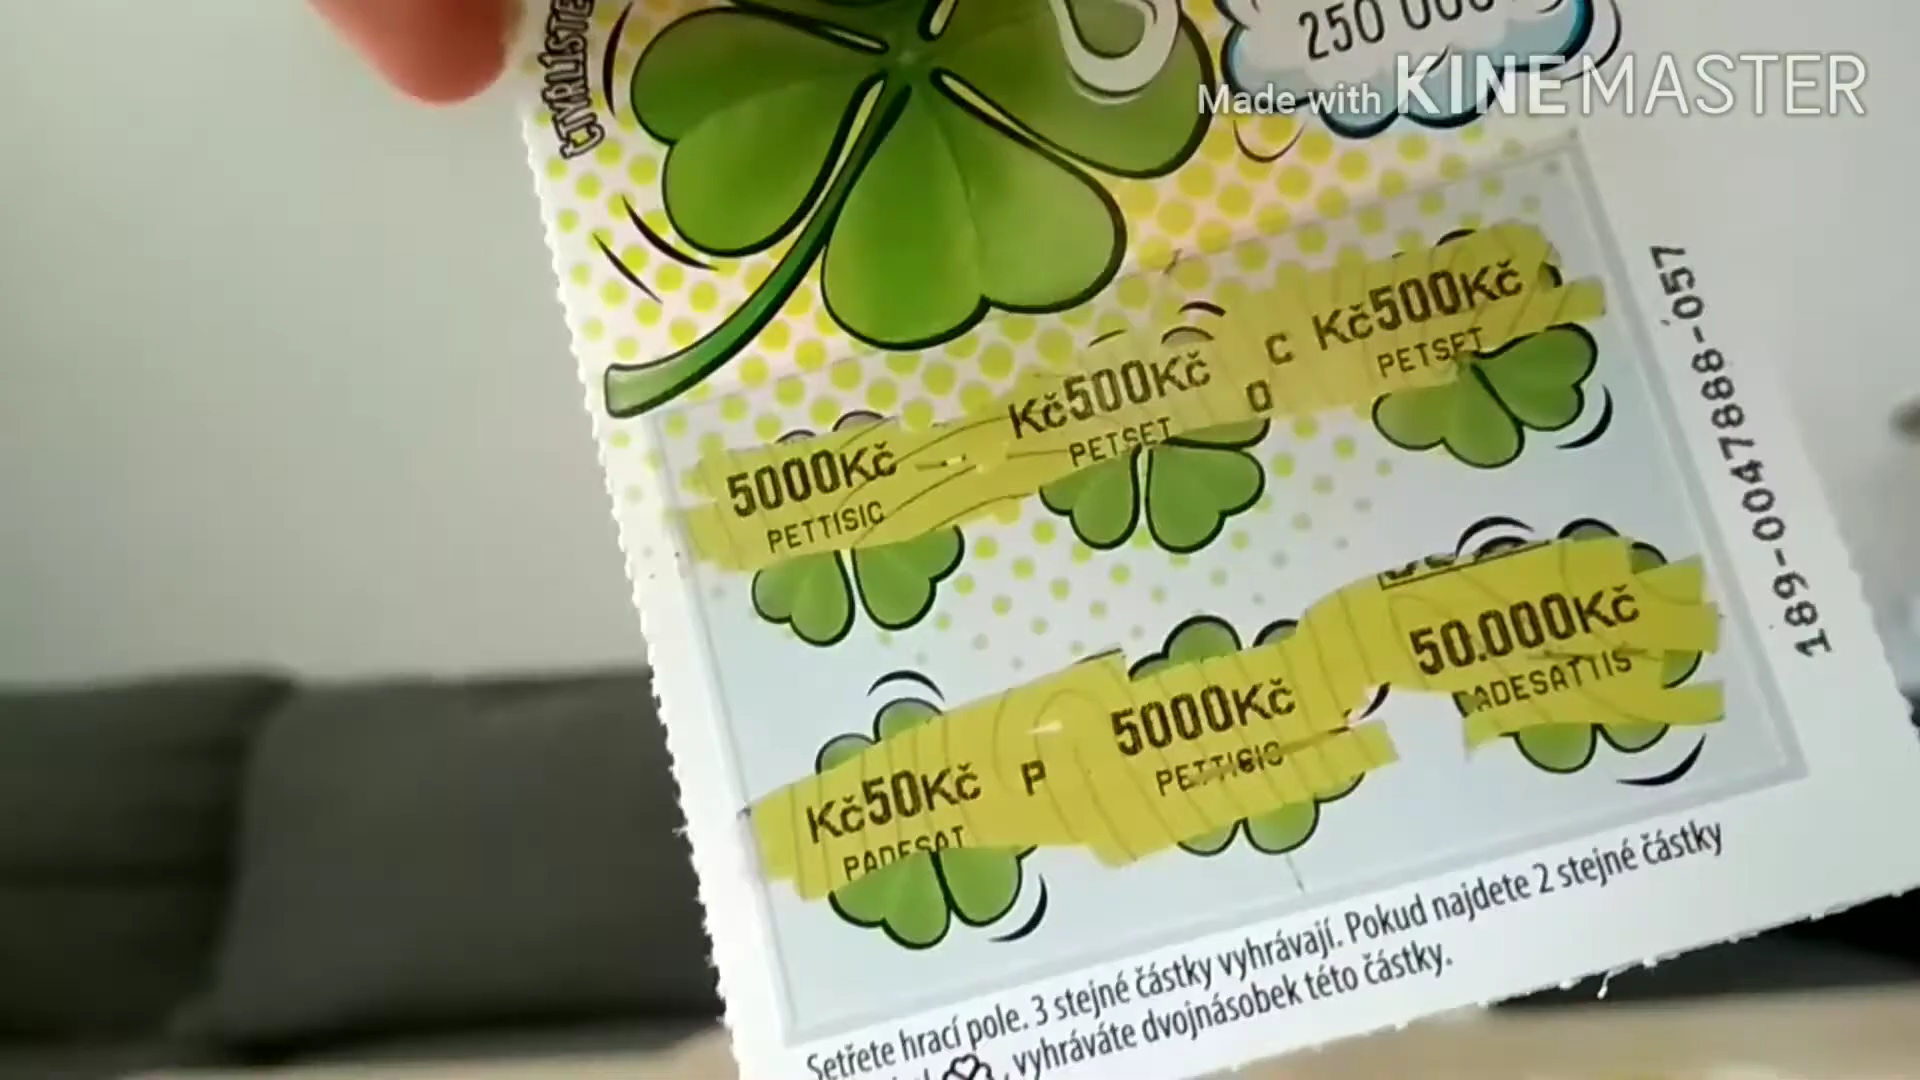 250 000
Made with KINEMASTER
ČTYŘLÍSTE
5000Kč
PETTISIC
Kč500Kč
PETSET
C Kč500Kč
PETSET
189-0047888-057
Kč50Kč
PADESAT
P
5000Kč
PETTISIC
50.000Kč
PADESATTIS
Setřete hrací pole. 3 stejné částky vyhrávají. Pokud najdete 2 stejné částky
, vyhráváte dvojnásobek této částky.